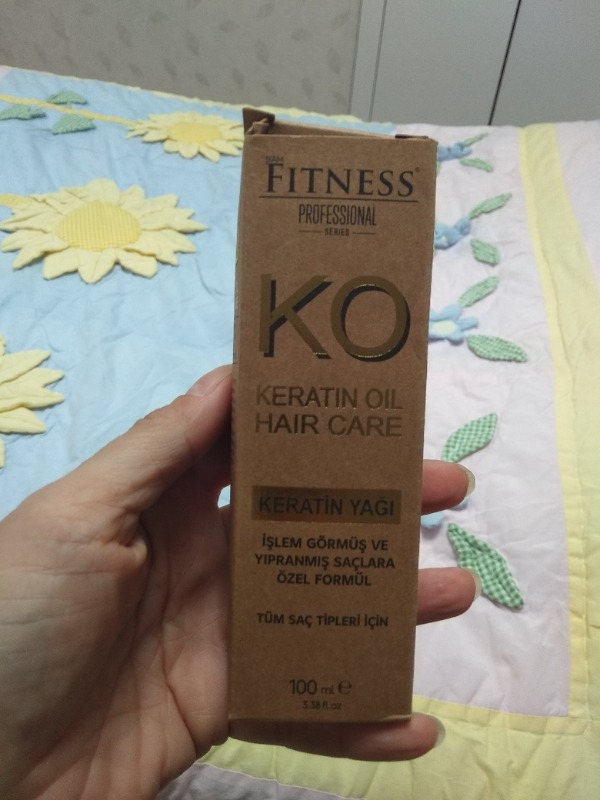 SAM
FITNESS®
PROFESSIONAL
SERIES
KO
KERATIN OIL
HAIR CARE
KERATİN YAĞI
İŞLEM GÖRMÜŞ VE
YIPRANMIŞ SAÇLARA
ÖZEL FORMÜL
TÜM SAÇ TİPLERİ İÇİN
100 ml ℮
3.38 fl.oz